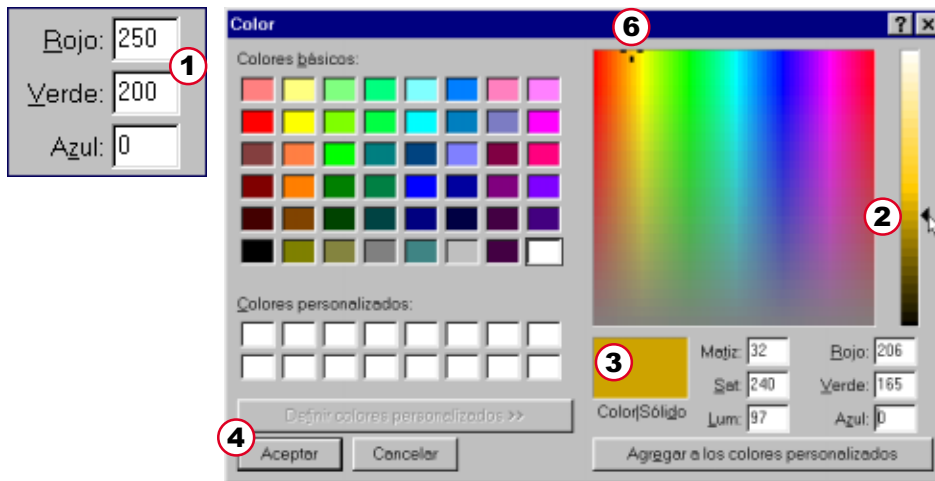 Rojo: 250
1
Verde: 200
Azul: 0
Color
6
?
Colores básicos:
2
Colores personalizados:
3
Matiz: 32
Rojo: 206
Sat: 240
Verde: 165
Color|Sólido
Lum: 97
Azul: 0
Definir colores personalizados >>
4
Aceptar
Cancelar
Agregar a los colores personalizados